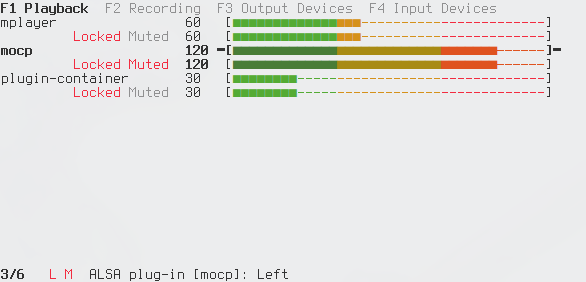 F1 Playback F2 Recording F3 Output Devices F4 Input Devices
mplayer 60 [ ]
Locked Muted 60 [ ]
mocp 120 -[ ]-
Locked Muted 120 [ ]
plugin-container 30 [ ]
Locked Muted 30 [ ]
3/6 L M ALSA plug-in [mocp]: Left